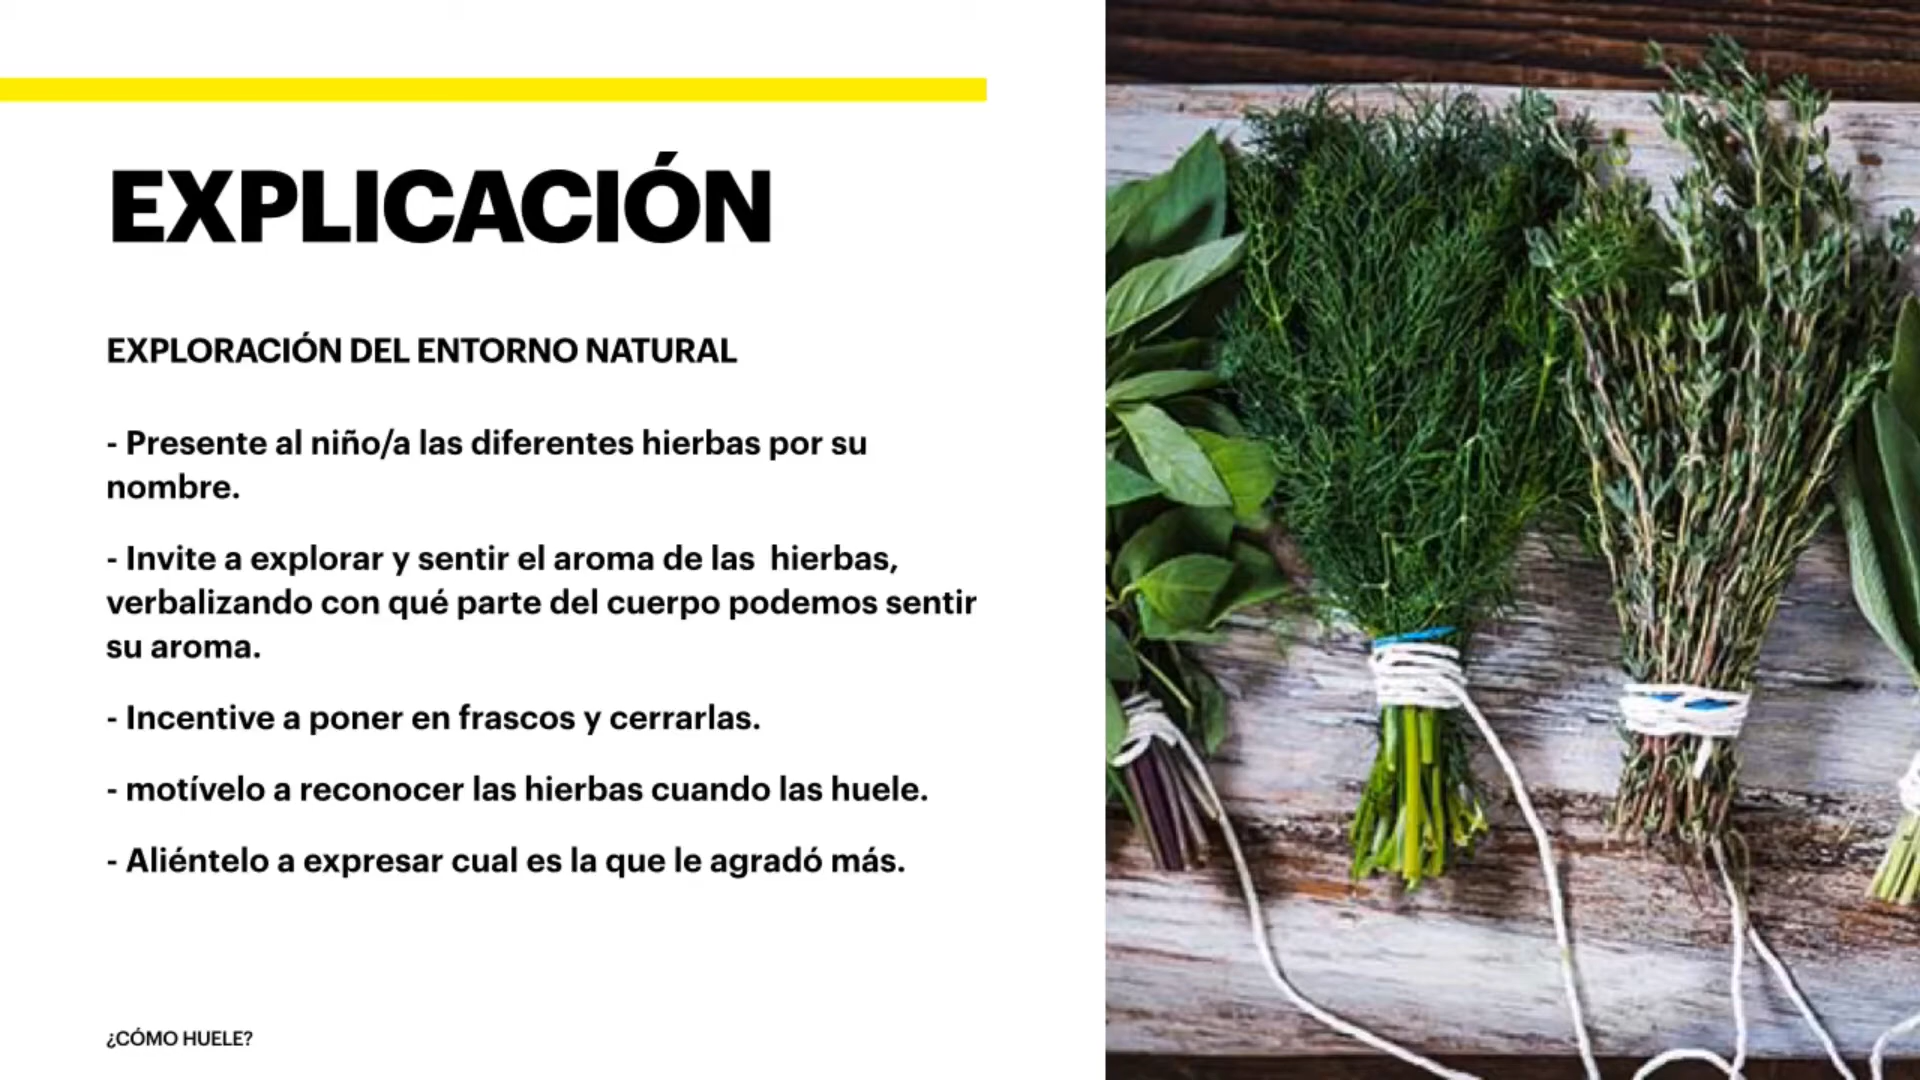 EXPLICACIÓN
EXPLORACIÓN DEL ENTORNO NATURAL
- Presente al niño/a las diferentes hierbas por su
nombre.
- Invite a explorar y sentir el aroma de las  hierbas,
verbalizando con qué parte del cuerpo podemos sentir
su aroma.
- Incentive a poner en frascos y cerrarlas.
- motívelo a reconocer las hierbas cuando las huele.
- Aliéntelo a expresar cual es la que le agradó más.
¿CÓMO HUELE?